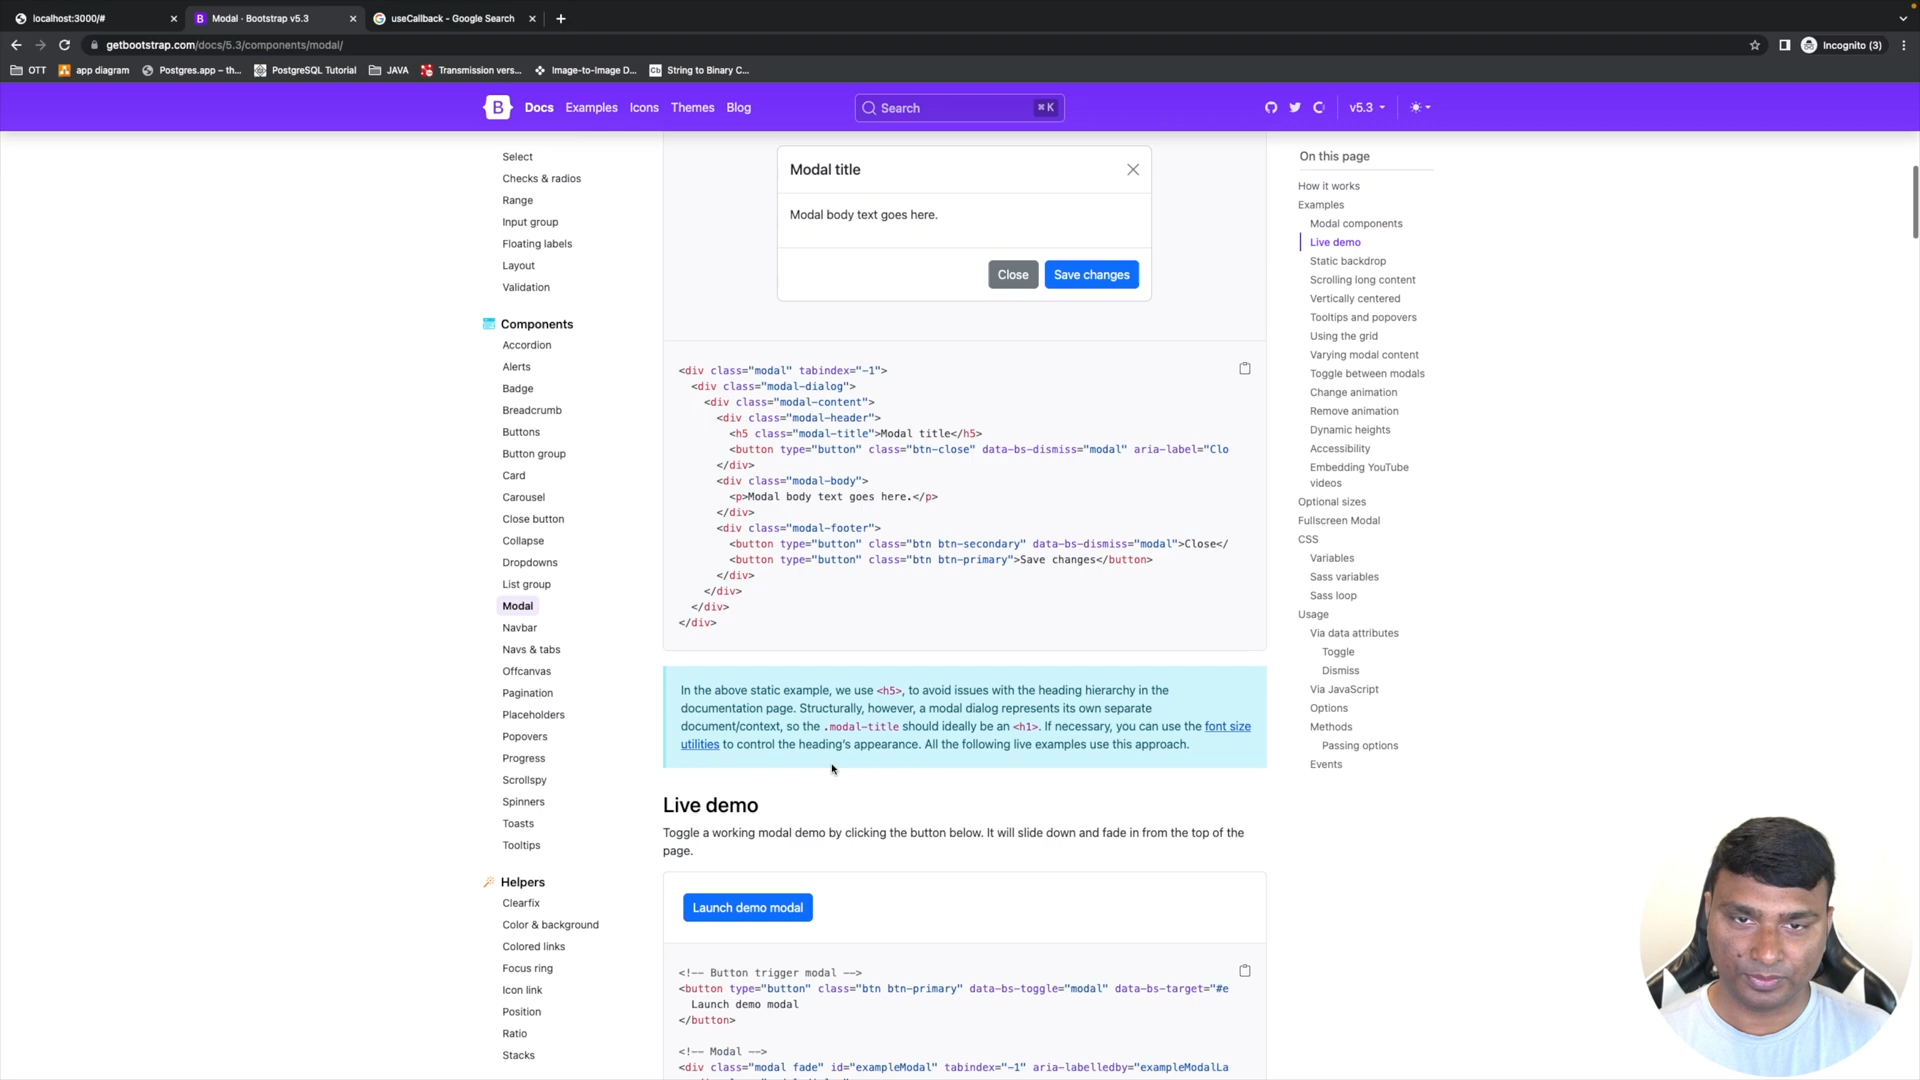 localhost:3000/#
Modal · Bootstrap v5.3
useCallback - Google Search
getbootstrap.com/docs/5.3/components/modal/
Incognito (3)
OTT
app diagram
Postgres.app – th...
PostgreSQL Tutorial
JAVA
Transmission vers...
Image-to-Image D...
Cb
String to Binary C...
B
Docs
Examples
Icons
Themes
Blog
Search
⌘K
v5.3
Select
Checks & radios
Range
Input group
Floating labels
Layout
Validation
Components
Accordion
Alerts
Badge
Breadcrumb
Buttons
Button group
Card
Carousel
Close button
Collapse
Dropdowns
List group
Modal
Navbar
Navs & tabs
Offcanvas
Pagination
Placeholders
Popovers
Progress
Scrollspy
Spinners
Toasts
Tooltips
Helpers
Clearfix
Color & background
Colored links
Focus ring
Icon link
Position
Ratio
Stacks
Modal title
Modal body text goes here.
Close
Save changes
<div class="modal" tabindex="-1">
<div class="modal-dialog">
<div class="modal-content">
<div class="modal-header">
<h5 class="modal-title">Modal title</h5>
<button type="button" class="btn-close" data-bs-dismiss="modal" aria-label="Clo
</div>
<div class="modal-body">
<p>Modal body text goes here.</p>
</div>
<div class="modal-footer">
<button type="button" class="btn btn-secondary" data-bs-dismiss="modal">Close</
<button type="button" class="btn btn-primary">Save changes</button>
</div>
</div>
</div>
</div>
In the above static example, we use <h5>, to avoid issues with the heading hierarchy in the
documentation page. Structurally, however, a modal dialog represents its own separate
document/context, so the .modal-title should ideally be an <h1>. If necessary, you can use the font size
utilities to control the heading's appearance. All the following live examples use this approach.
Live demo
Toggle a working modal demo by clicking the button below. It will slide down and fade in from the top of the
page.
Launch demo modal
<!-- Button trigger modal -->
<button type="button" class="btn btn-primary" data-bs-toggle="modal" data-bs-target="#e
Launch demo modal
</button>
<!-- Modal -->
<div class="modal fade" id="exampleModal" tabindex="-1" aria-labelledby="exampleModalLa
On this page
How it works
Examples
Modal components
Live demo
Static backdrop
Scrolling long content
Vertically centered
Tooltips and popovers
Using the grid
Varying modal content
Toggle between modals
Change animation
Remove animation
Dynamic heights
Accessibility
Embedding YouTube
videos
Optional sizes
Fullscreen Modal
CSS
Variables
Sass variables
Sass loop
Usage
Via data attributes
Toggle
Dismiss
Via JavaScript
Options
Methods
Passing options
Events